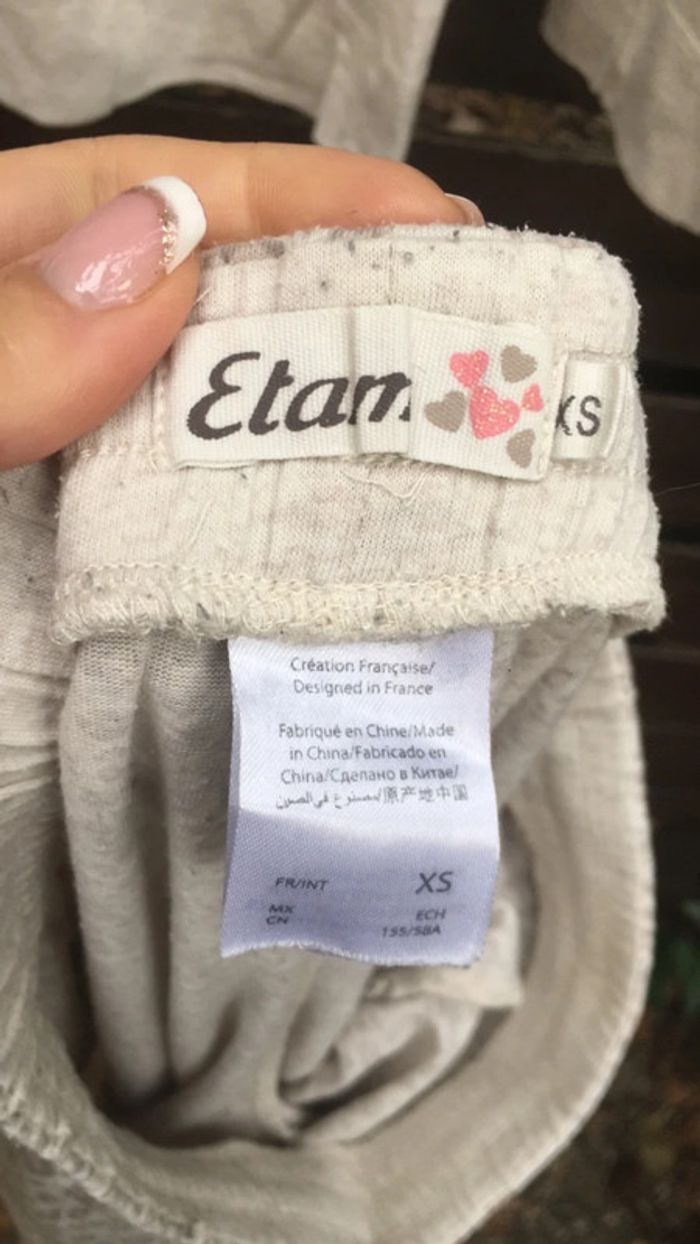 Etam
XS
Création Française/
Designed in France
Fabriqué en Chine/Made
in China/Fabricado en
China/Сделано в Китае/
مصنوع في الصين/原产地中国
FR/INT XS
MX ECH
CN 155/58A